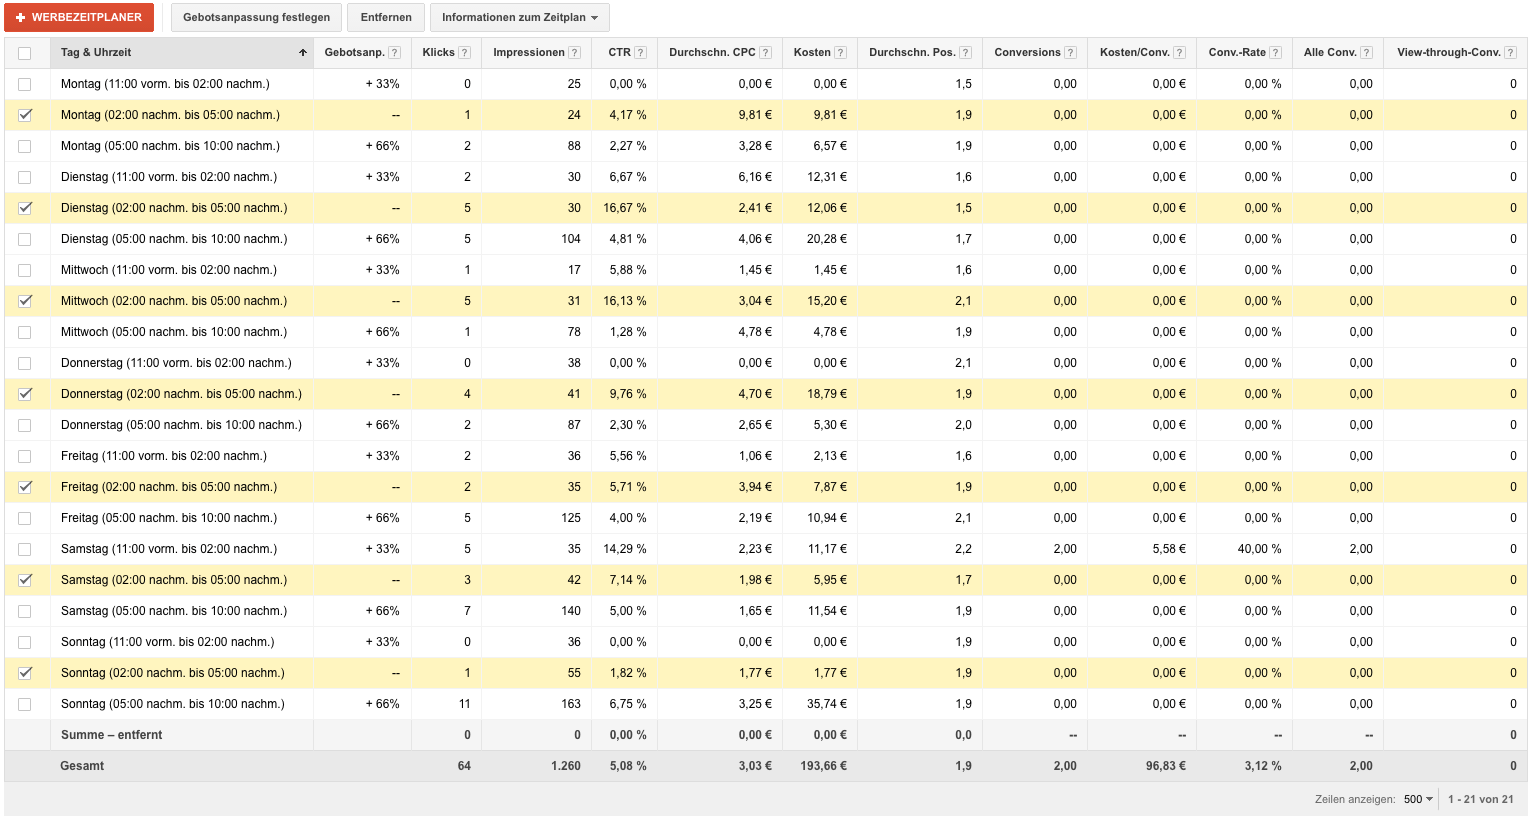 WERBEZEITPLANER Gebotsanpassung festlegen Entfernen Informationen zum Zeitplan
Tag & Uhrzeit Gebotsanp. ? Klicks ? Impressionen ? CTR ? Durchschn. CPC ? Kosten ? Durchschn. Pos. ? Conversions ? Kosten/Conv. ? Conv.-Rate ? Alle Conv. ? View-through-Conv. ?
Montag (11:00 vorm. bis 02:00 nachm.) + 33% 0 25 0,00 % 0,00 € 0,00 € 1,5 0,00 0,00 € 0,00 % 0,00 0
Montag (02:00 nachm. bis 05:00 nachm.) -- 1 24 4,17 % 9,81 € 9,81 € 1,9 0,00 0,00 € 0,00 % 0,00 0
Montag (05:00 nachm. bis 10:00 nachm.) + 66% 2 88 2,27 % 3,28 € 6,57 € 1,9 0,00 0,00 € 0,00 % 0,00 0
Dienstag (11:00 vorm. bis 02:00 nachm.) + 33% 2 30 6,67 % 6,16 € 12,31 € 1,6 0,00 0,00 € 0,00 % 0,00 0
Dienstag (02:00 nachm. bis 05:00 nachm.) -- 5 30 16,67 % 2,41 € 12,06 € 1,5 0,00 0,00 € 0,00 % 0,00 0
Dienstag (05:00 nachm. bis 10:00 nachm.) + 66% 5 104 4,81 % 4,06 € 20,28 € 1,7 0,00 0,00 € 0,00 % 0,00 0
Mittwoch (11:00 vorm. bis 02:00 nachm.) + 33% 1 17 5,88 % 1,45 € 1,45 € 1,6 0,00 0,00 € 0,00 % 0,00 0
Mittwoch (02:00 nachm. bis 05:00 nachm.) -- 5 31 16,13 % 3,04 € 15,20 € 2,1 0,00 0,00 € 0,00 % 0,00 0
Mittwoch (05:00 nachm. bis 10:00 nachm.) + 66% 1 78 1,28 % 4,78 € 4,78 € 1,9 0,00 0,00 € 0,00 % 0,00 0
Donnerstag (11:00 vorm. bis 02:00 nachm.) + 33% 0 38 0,00 % 0,00 € 0,00 € 2,1 0,00 0,00 € 0,00 % 0,00 0
Donnerstag (02:00 nachm. bis 05:00 nachm.) -- 4 41 9,76 % 4,70 € 18,79 € 1,9 0,00 0,00 € 0,00 % 0,00 0
Donnerstag (05:00 nachm. bis 10:00 nachm.) + 66% 2 87 2,30 % 2,65 € 5,30 € 2,0 0,00 0,00 € 0,00 % 0,00 0
Freitag (11:00 vorm. bis 02:00 nachm.) + 33% 2 36 5,56 % 1,06 € 2,13 € 1,6 0,00 0,00 € 0,00 % 0,00 0
Freitag (02:00 nachm. bis 05:00 nachm.) -- 2 35 5,71 % 3,94 € 7,87 € 1,9 0,00 0,00 € 0,00 % 0,00 0
Freitag (05:00 nachm. bis 10:00 nachm.) + 66% 5 125 4,00 % 2,19 € 10,94 € 2,1 0,00 0,00 € 0,00 % 0,00 0
Samstag (11:00 vorm. bis 02:00 nachm.) + 33% 5 35 14,29 % 2,23 € 11,17 € 2,2 2,00 5,58 € 40,00 % 2,00 0
Samstag (02:00 nachm. bis 05:00 nachm.) -- 3 42 7,14 % 1,98 € 5,95 € 1,7 0,00 0,00 € 0,00 % 0,00 0
Samstag (05:00 nachm. bis 10:00 nachm.) + 66% 7 140 5,00 % 1,65 € 11,54 € 1,9 0,00 0,00 € 0,00 % 0,00 0
Sonntag (11:00 vorm. bis 02:00 nachm.) + 33% 0 36 0,00 % 0,00 € 0,00 € 1,9 0,00 0,00 € 0,00 % 0,00 0
Sonntag (02:00 nachm. bis 05:00 nachm.) -- 1 55 1,82 % 1,77 € 1,77 € 1,9 0,00 0,00 € 0,00 % 0,00 0
Sonntag (05:00 nachm. bis 10:00 nachm.) + 66% 11 163 6,75 % 3,25 € 35,74 € 1,9 0,00 0,00 € 0,00 % 0,00 0
Summe – entfernt 0 0 0,00 % 0,00 € 0,00 € 0,0 -- -- -- -- 0
Gesamt 64 1.260 5,08 % 3,03 € 193,66 € 1,9 2,00 96,83 € 3,12 % 2,00 0
Zeilen anzeigen: 500 1 - 21 von 21